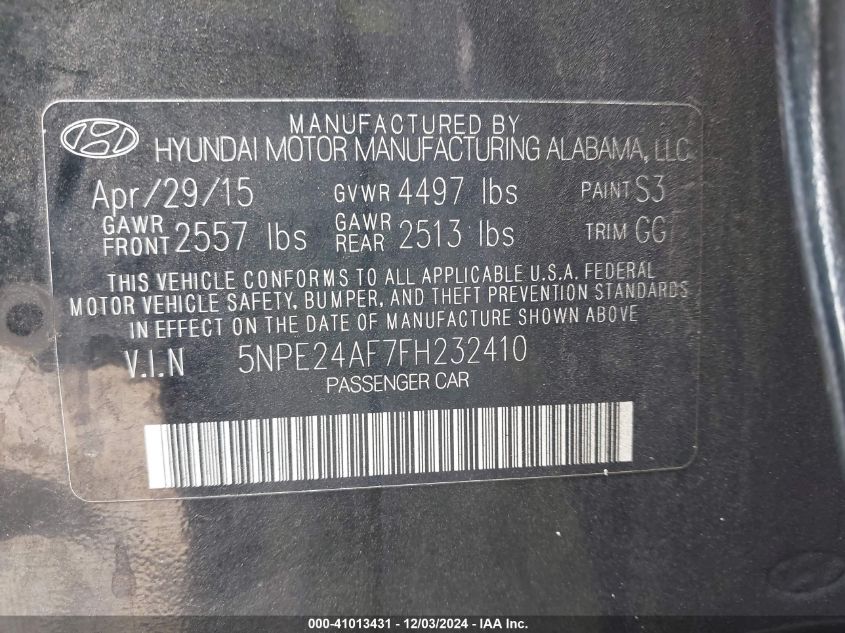 MANUFACTURED BY
HYUNDAI MOTOR MANUFACTURING ALABAMA, LLC
Apr/29/15 GVWR 4497 lbs PAINT S3
GAWR FRONT 2557 lbs GAWR REAR 2513 lbs TRIM GG
THIS VEHICLE CONFORMS TO ALL APPLICABLE U.S.A. FEDERAL
MOTOR VEHICLE SAFETY, BUMPER, AND THEFT PREVENTION STANDARDS
IN EFFECT ON THE DATE OF MANUFACTURE SHOWN ABOVE
V.I.N 5NPE24AF7FH232410
PASSENGER CAR
000-41013431 - 12/03/2024 - IAA Inc.